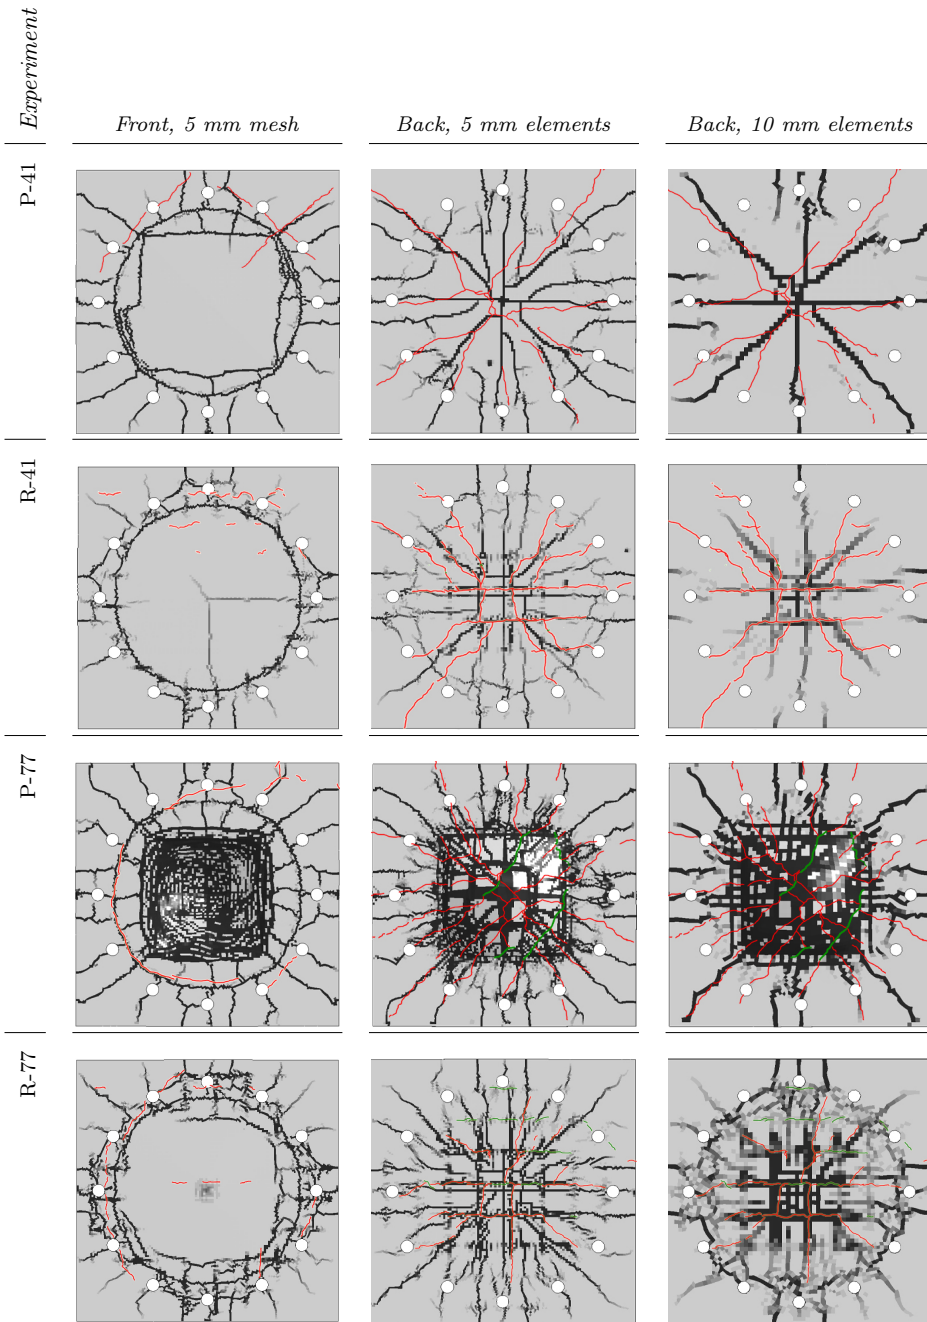 Experiment
Front, 5 mm mesh
Back, 5 mm elements
Back, 10 mm elements
P-41
R-41
P-77
R-77